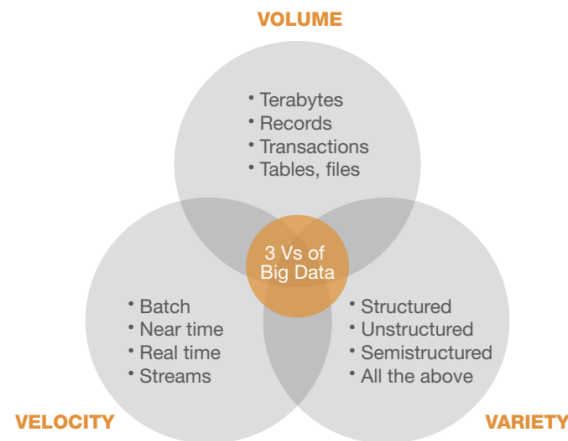 VOLUME
• Terabytes
• Records
• Transactions
• Tables, files
3 Vs of
Big Data
• Batch
• Near time
• Real time
• Streams
• Structured
• Unstructured
• Semistructured
• All the above
VELOCITY
VARIETY